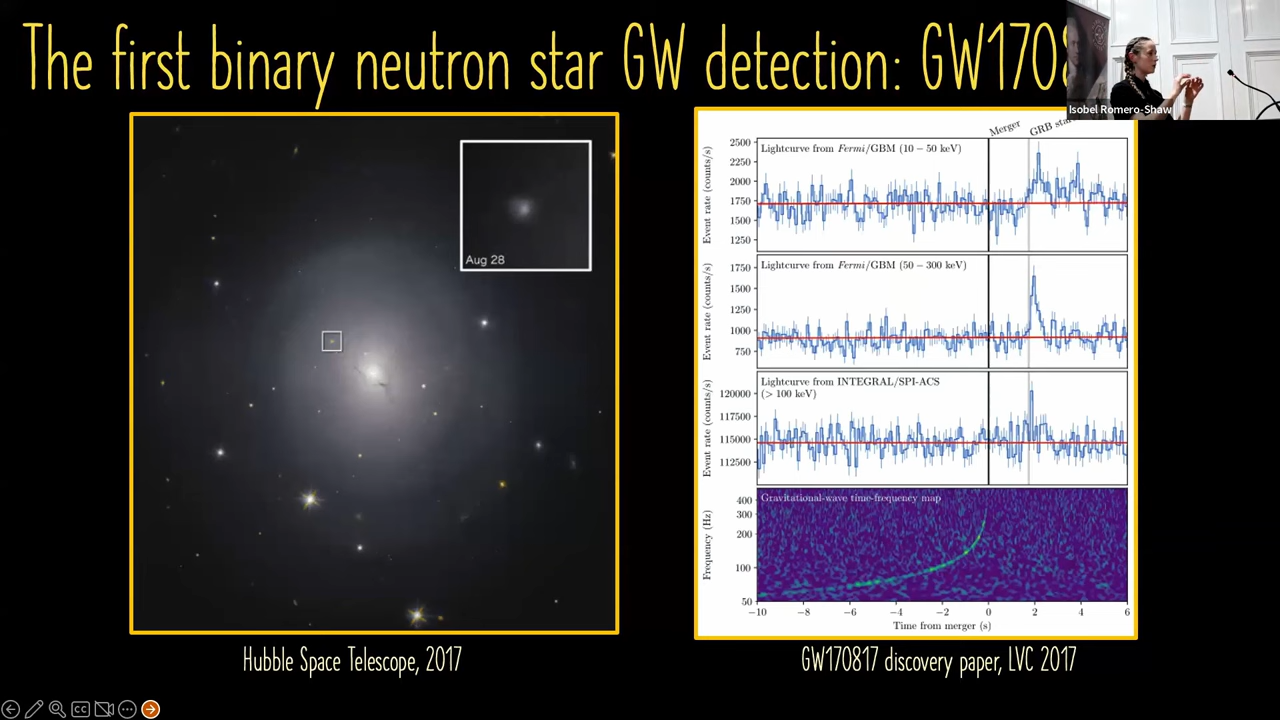 The first binary neutron star GW detection: GW170
Isobel Romero-Shaw
Aug 28
Hubble Space Telescope, 2017
Merger
GRB
Lightcurve from Fermi/GBM (10 − 50 keV)
Event rate (counts/s)
2500
2250
2000
1750
1500
1250
Lightcurve from Fermi/GBM (50 − 300 keV)
Event rate (counts/s)
1750
1500
1250
1000
750
Lightcurve from INTEGRAL/SPI-ACS
(> 100 keV)
Event rate (counts/s)
120000
117500
115000
112500
Gravitational-wave time-frequency map
Frequency (Hz)
400
300
200
100
50
−10 −8 −6 −4 −2 0 2 4 6
Time from merger (s)
GW170817 discovery paper, LVC 2017
CC